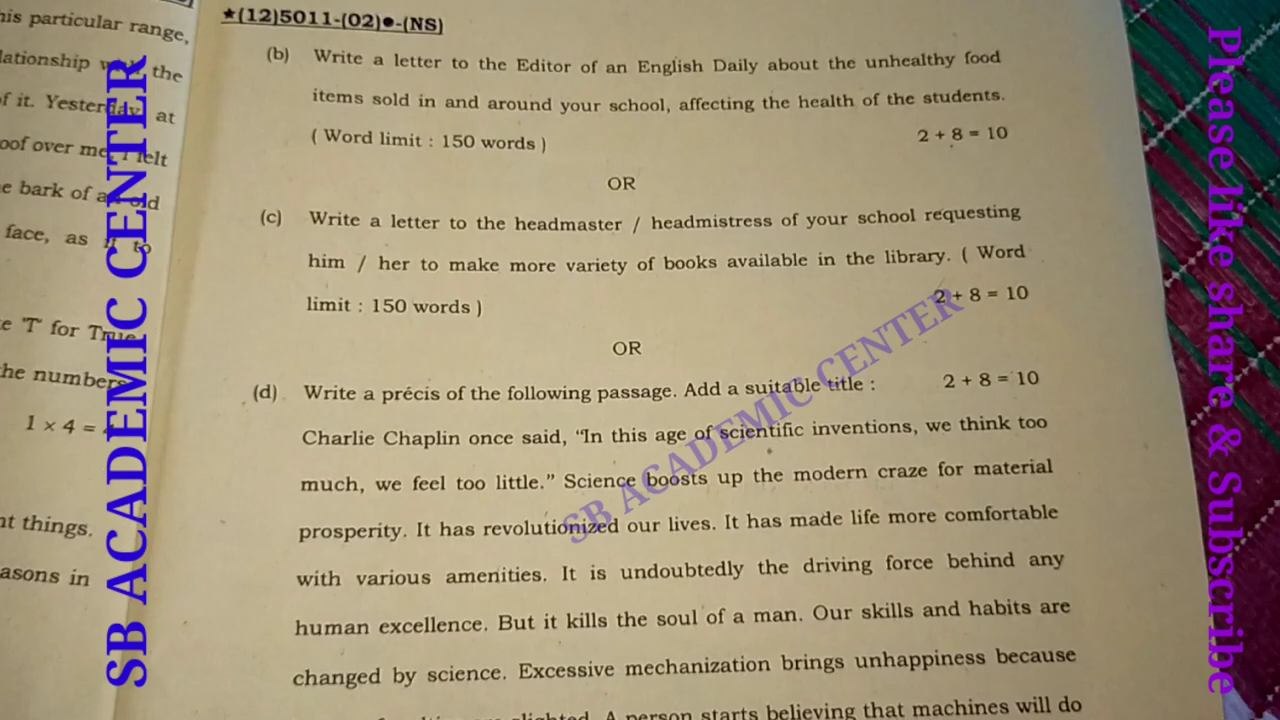 his particular range,
the
of it. Yesterday at
oof over me, I felt
e bark of a old
face, as it to
'T' for True
he numbers
1 × 4 =
nt things.
asons in
SB ACADEMIC CENTER
★(12)5011-(02)●-(NS)
(b) Write a letter to the Editor of an English Daily about the unhealthy food
items sold in and around your school, affecting the health of the students.
( Word limit : 150 words ) 2 + 8 = 10
OR
(c) Write a letter to the headmaster / headmistress of your school requesting
him / her to make more variety of books available in the library. ( Word
limit : 150 words ) 2 + 8 = 10
OR
(d) Write a précis of the following passage. Add a suitable title : 2 + 8 = 10
Charlie Chaplin once said, “In this age of scientific inventions, we think too
much, we feel too little.” Science boosts up the modern craze for material
prosperity. It has revolutionized our lives. It has made life more comfortable
with various amenities. It is undoubtedly the driving force behind any
human excellence. But it kills the soul of a man. Our skills and habits are
changed by science. Excessive mechanization brings unhappiness because
A person starts believing that machines will do
SB ACADEMIC CENTER
Please like share & Subscribe